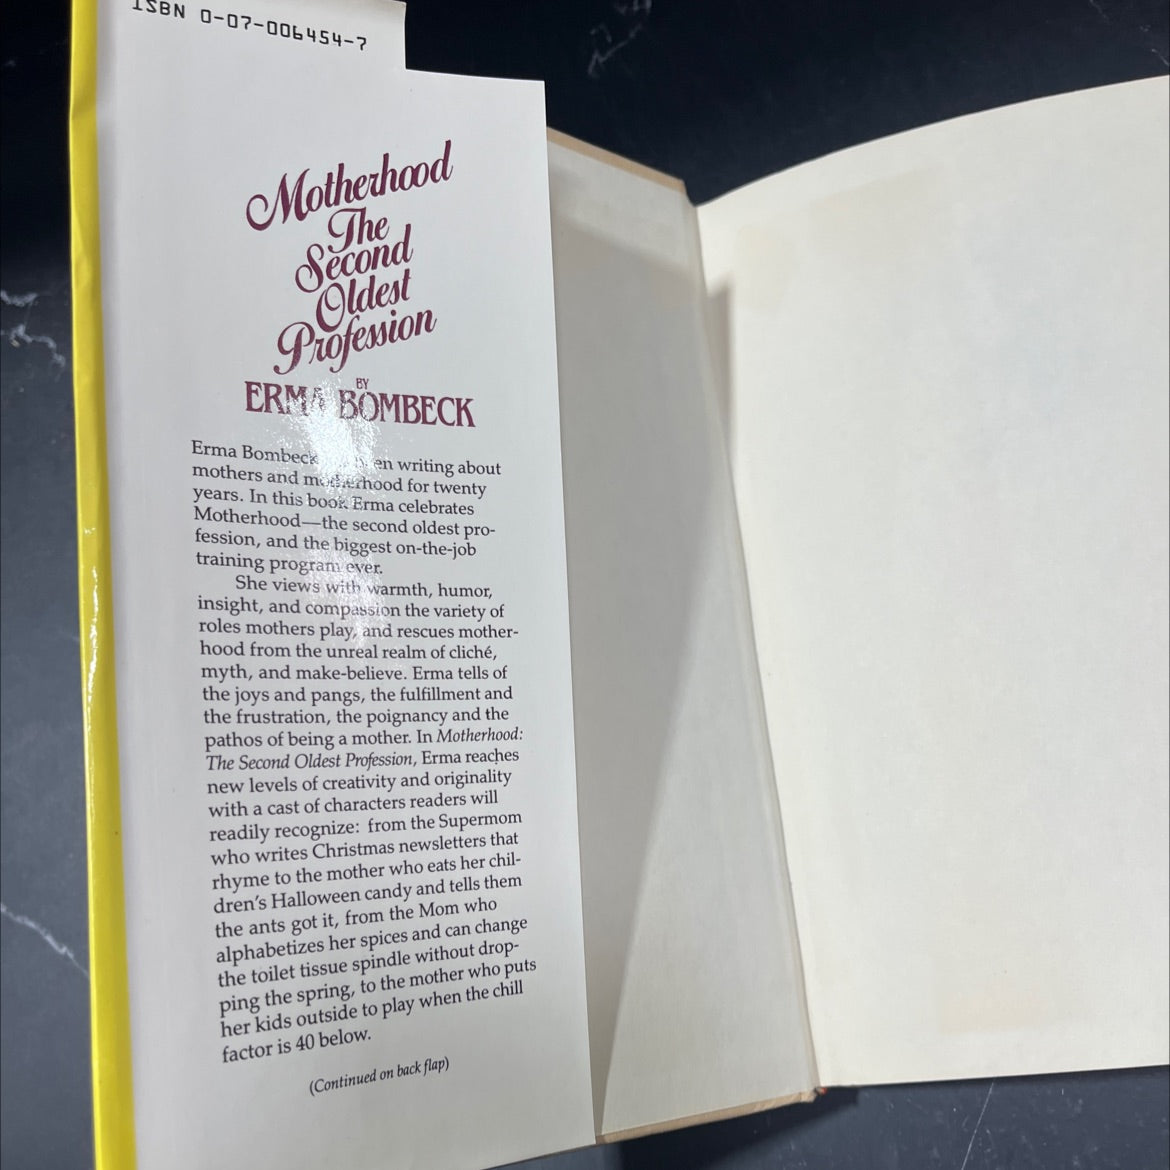 ISBN 0-07-006454-7
Motherhood
The
Second
Oldest
Profession
BY
ERMA BOMBECK
Erma Bombeck en writing about
mothers and motherhood for twenty
years. In this book Erma celebrates
Motherhood—the second oldest pro-
fession, and the biggest on-the-job
training program ever.
She views with warmth, humor,
insight, and compassion the variety of
roles mothers play, and rescues mother-
hood from the unreal realm of cliché,
myth, and make-believe. Erma tells of
the joys and pangs, the fulfillment and
the frustration, the poignancy and the
pathos of being a mother. In Motherhood:
The Second Oldest Profession, Erma reaches
new levels of creativity and originality
with a cast of characters readers will
readily recognize: from the Supermom
who writes Christmas newsletters that
rhyme to the mother who eats her chil-
dren's Halloween candy and tells them
the ants got it, from the Mom who
alphabetizes her spices and can change
the toilet tissue spindle without drop-
ping the spring, to the mother who puts
her kids outside to play when the chill
factor is 40 below.
(Continued on back flap)